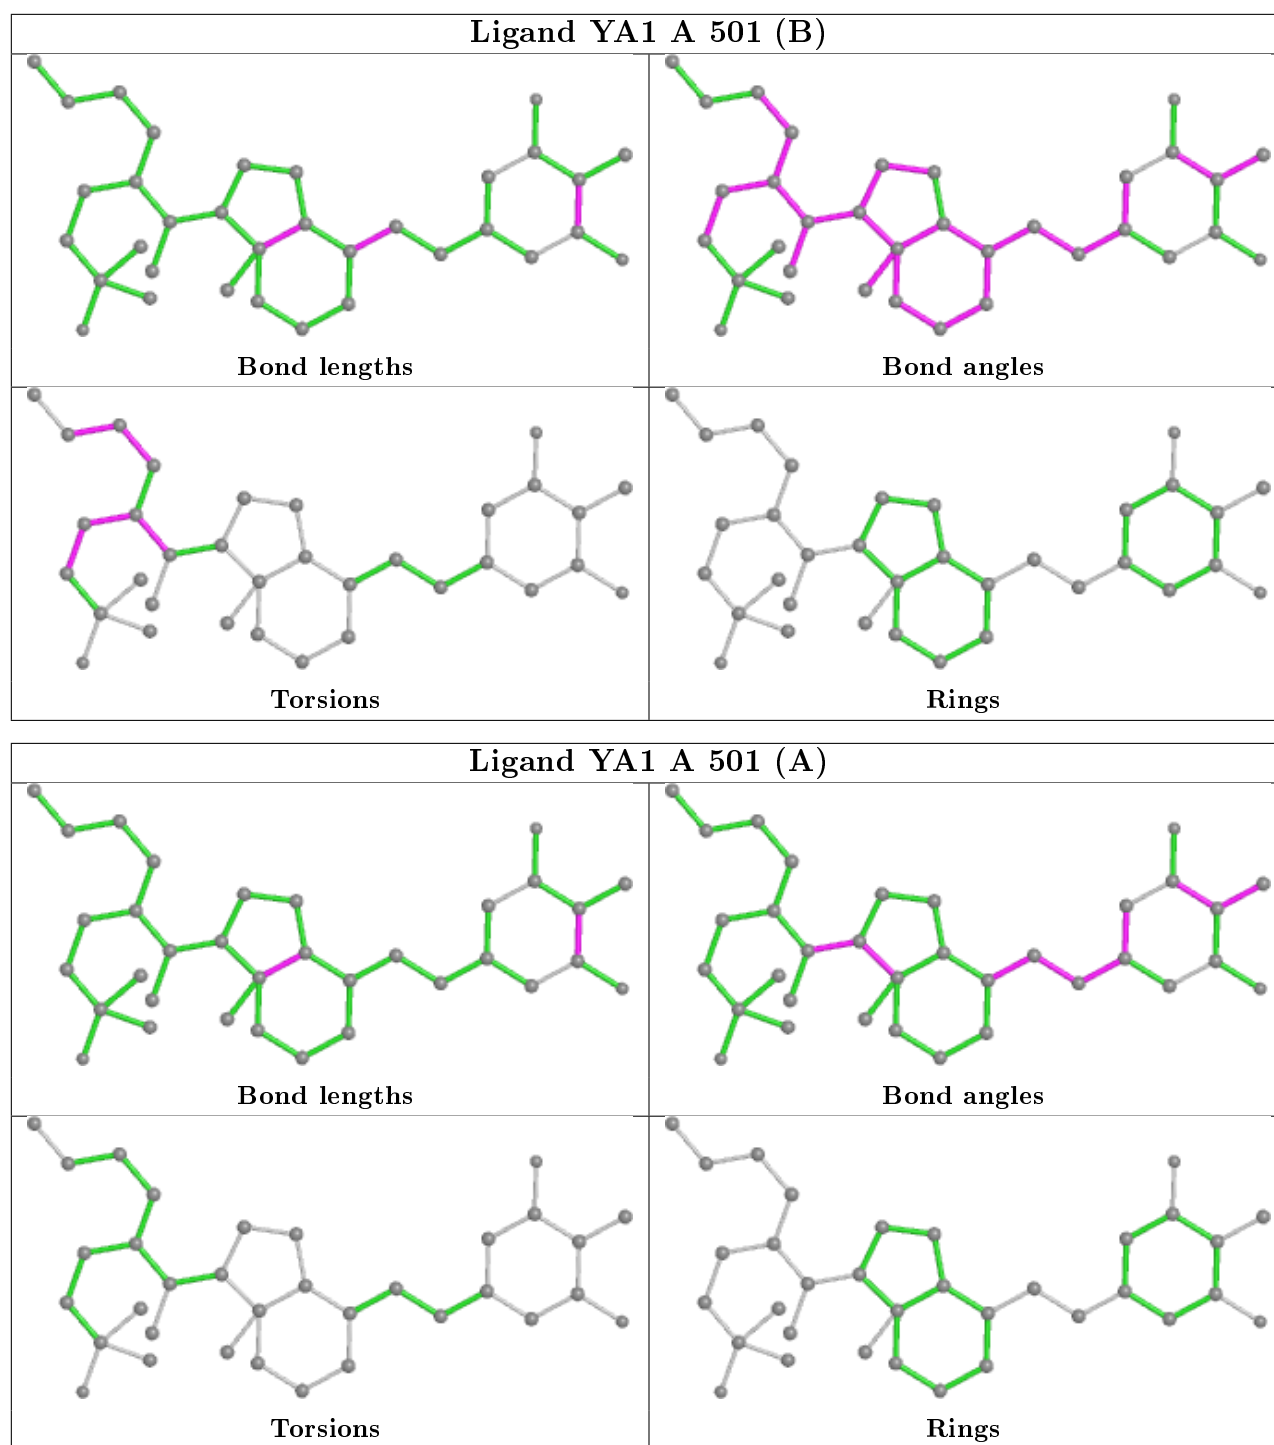 Ligand YA1 A 501 (B)
Bond lengths
Bond angles
Torsions
Rings
Ligand YA1 A 501 (A)
Bond lengths
Bond angles
Torsions
Rings